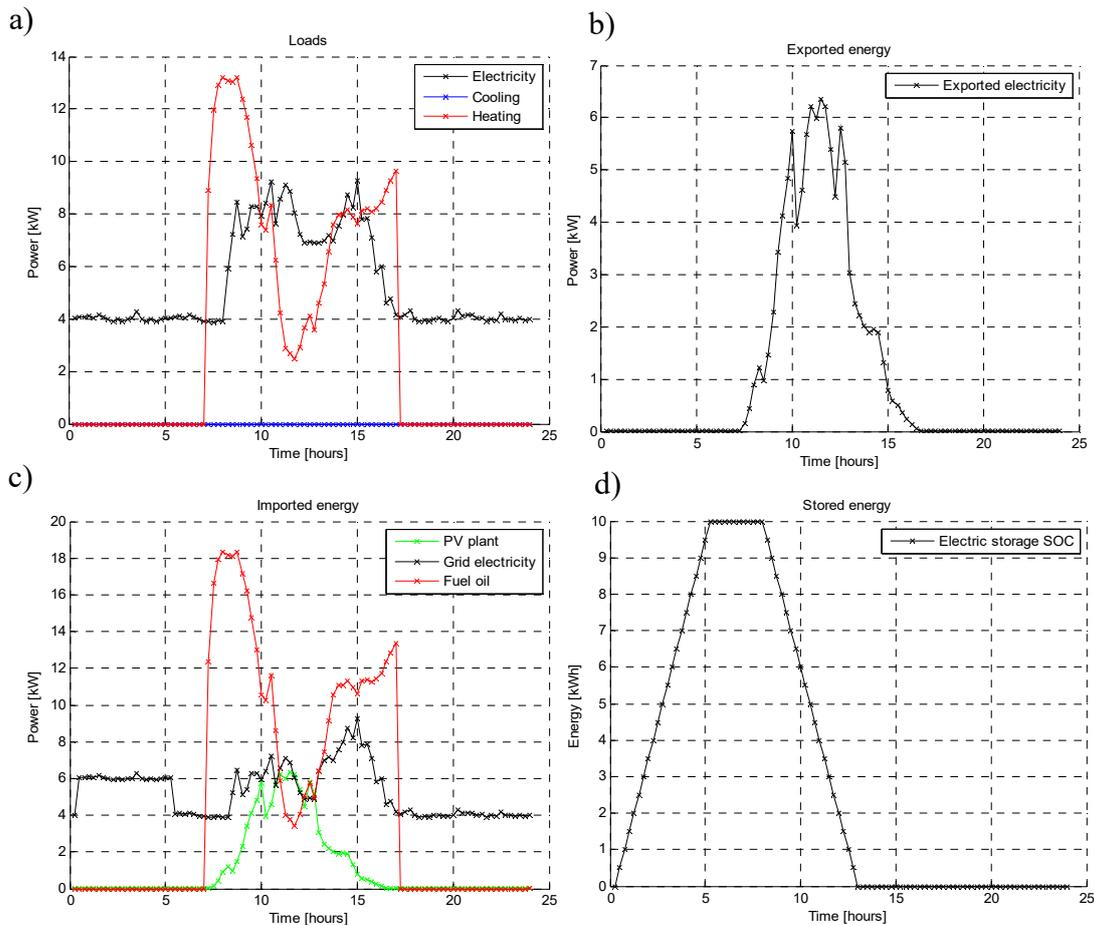 a)
Loads
Electricity
Cooling
Heating
Power [kW]
14
12
10
8
6
4
2
0
0 5 10 15 20 25
Time [hours]
b)
Exported energy
Exported electricity
Power [kW]
7
6
5
4
3
2
1
0
0 5 10 15 20 25
Time [hours]
c)
Imported energy
PV plant
Grid electricity
Fuel oil
Power [kW]
20
18
16
14
12
10
8
6
4
2
0
0 5 10 15 20 25
Time [hours]
d)
Stored energy
Electric storage SOC
Energy [kWh]
10
9
8
7
6
5
4
3
2
1
0
0 5 10 15 20 25
Time [hours]